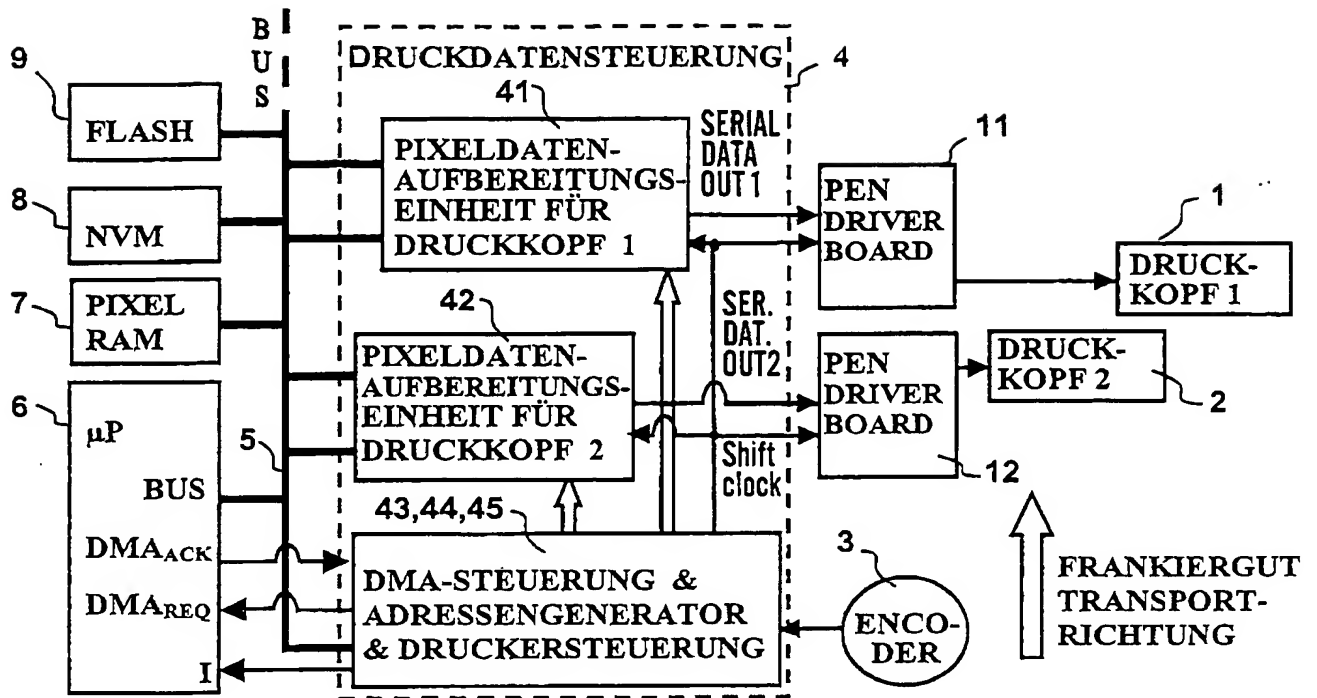 BUS
9
FLASH
8
NVM
7
PIXEL
RAM
6
µP
BUS
DMAACK
DMAREQ
I
5
DRUCKDATENSTEUERUNG
4
41
PIXELDATEN-
AUFBEREITUNGS-
EINHEIT FÜR
DRUCKKOPF 1
SERIAL
DATA
OUT1
42
PIXELDATEN-
AUFBEREITUNGS-
EINHEIT FÜR
DRUCKKOPF 2
SER.
DAT.
OUT2
Shift
clock
43,44,45
DMA-STEUERUNG &
ADRESSENGENERATOR
& DRUCKERSTEUERUNG
11
PEN
DRIVER
BOARD
1
DRUCK-
KOPF 1
PEN
DRIVER
BOARD
12
DRUCK-
KOPF 2
2
3
ENCO-
DER
FRANKIERGUT
TRANSPORT-
RICHTUNG